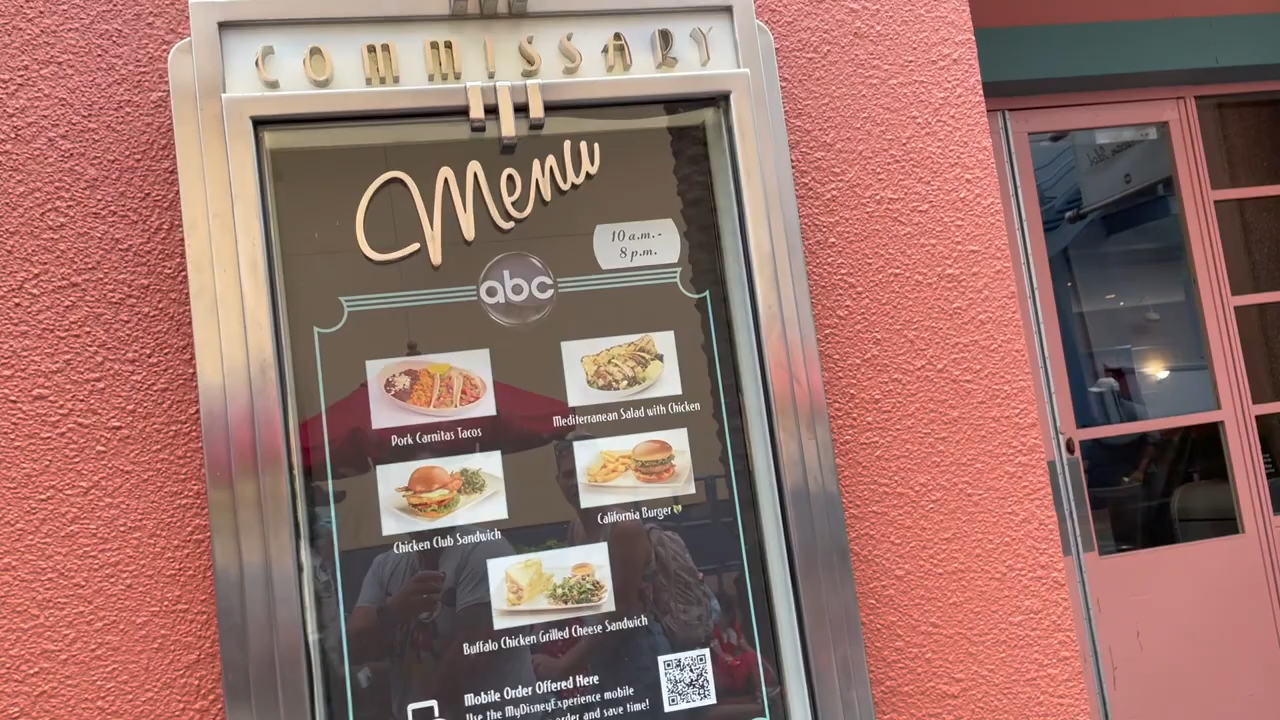 COMMISSARY
Menu
10 a.m.-
8 p.m.
abc
Pork Carnitas Tacos
Mediterranean Salad with Chicken
Chicken Club Sandwich
California Burger
Buffalo Chicken Grilled Cheese Sandwich
Mobile Order Offered Here
Use the MyDisneyExperience mobile
order and save time!